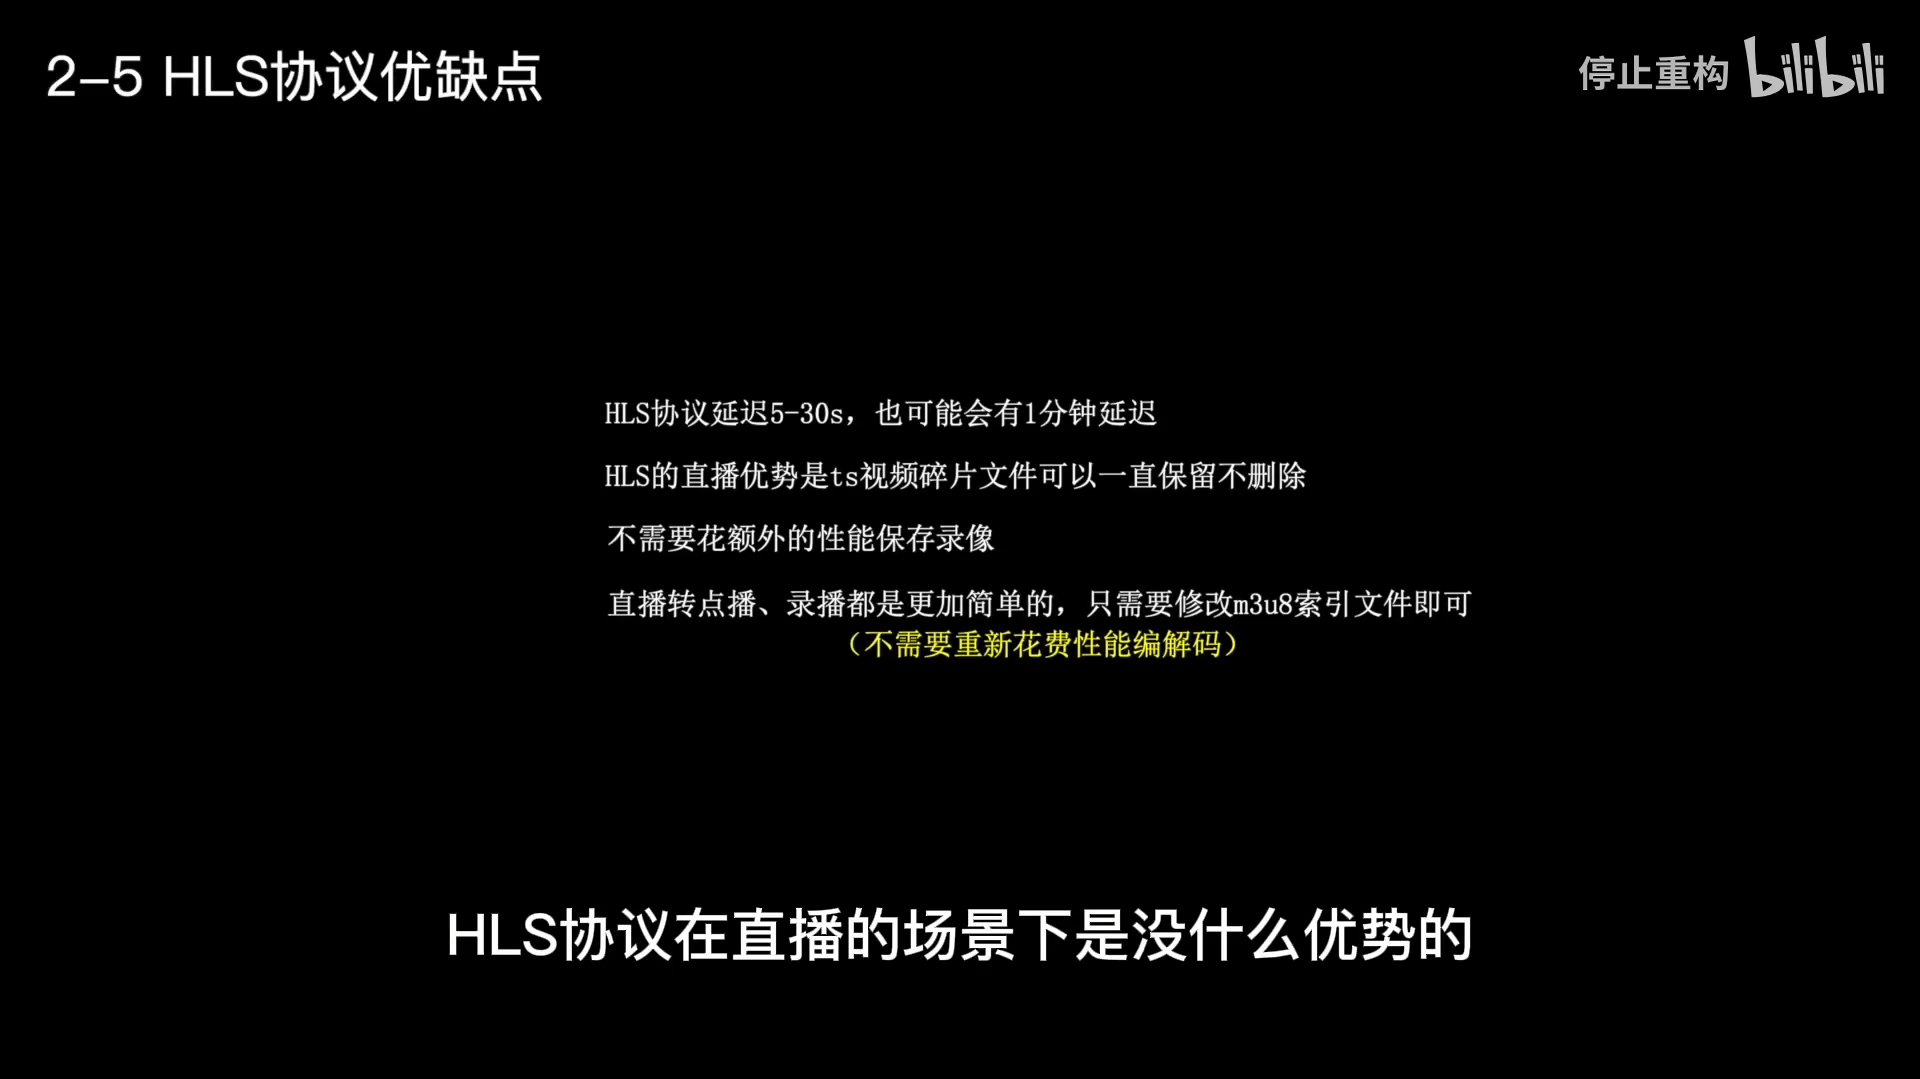 2-5 HLS协议优缺点
停止重构 bilibili
HLS协议延迟5-30s，也可能会有1分钟延迟
HLS的直播优势是ts视频碎片文件可以一直保留不删除
不需要花额外的性能保存录像
直播转点播、录播都是更加简单的，只需要修改m3u8索引文件即可
（不需要重新花费性能编解码）
HLS协议在直播的场景下是没什么优势的